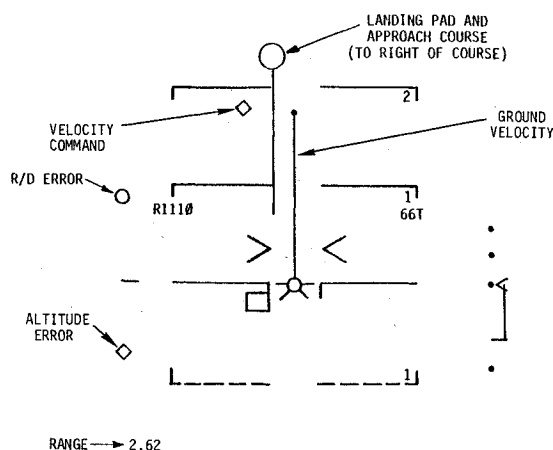 LANDING PAD AND
APPROACH COURSE
(TO RIGHT OF COURSE)
2
VELOCITY
COMMAND
GROUND
VELOCITY
R/D ERROR
1
R111Ø
66T
ALTITUDE
ERROR
1
RANGE 2.62